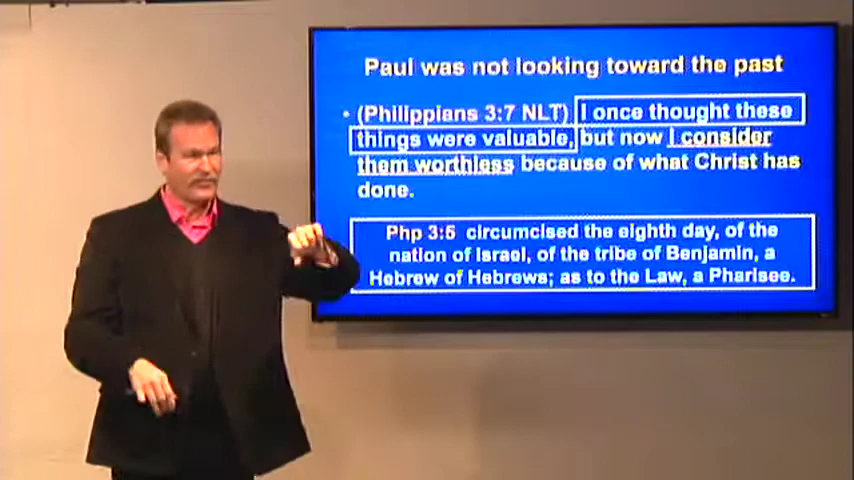 Paul was not looking toward the past
• (Philippians 3:7 NLT) I once thought these
things were valuable, but now I consider
them worthless because of what Christ has
done.
Php 3:5 circumcised the eighth day, of the
nation of Israel, of the tribe of Benjamin, a
Hebrew of Hebrews; as to the Law, a Pharisee.